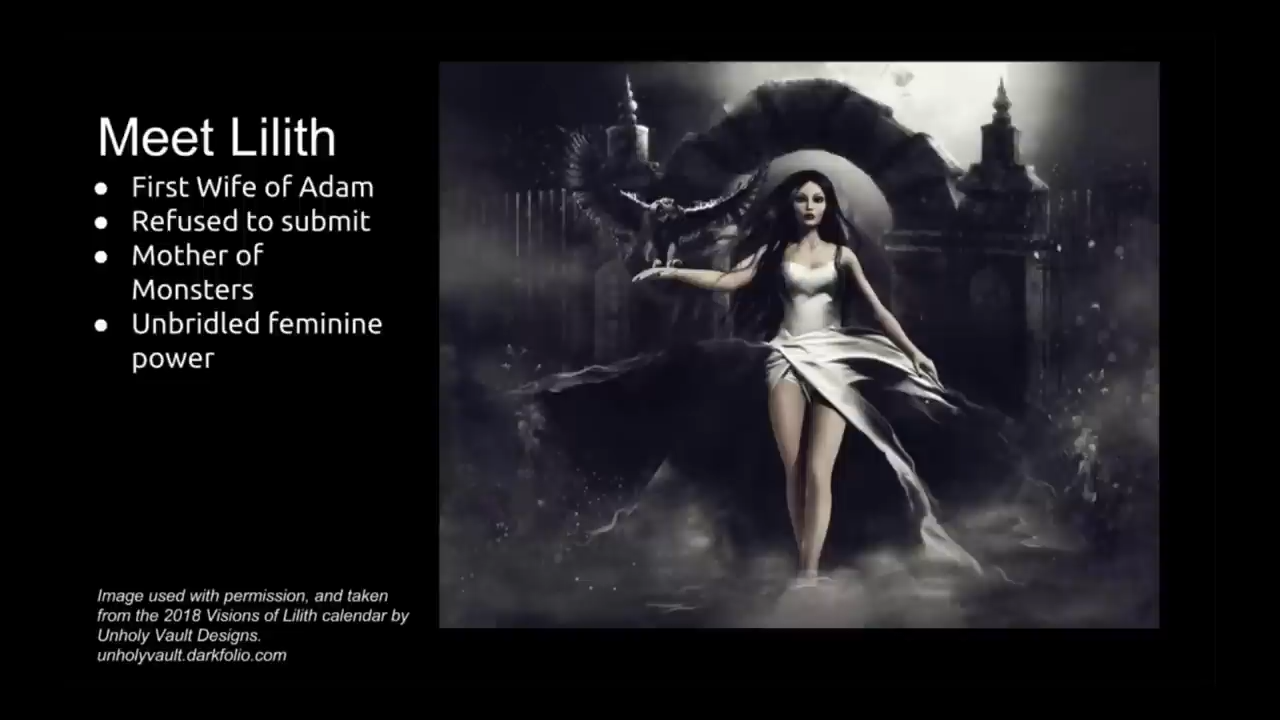 Meet Lilith
● First Wife of Adam
● Refused to submit
● Mother of
Monsters
● Unbridled feminine
power
Image used with permission, and taken
from the 2018 Visions of Lilith calendar by
Unholy Vault Designs.
unholyvault.darkfolio.com